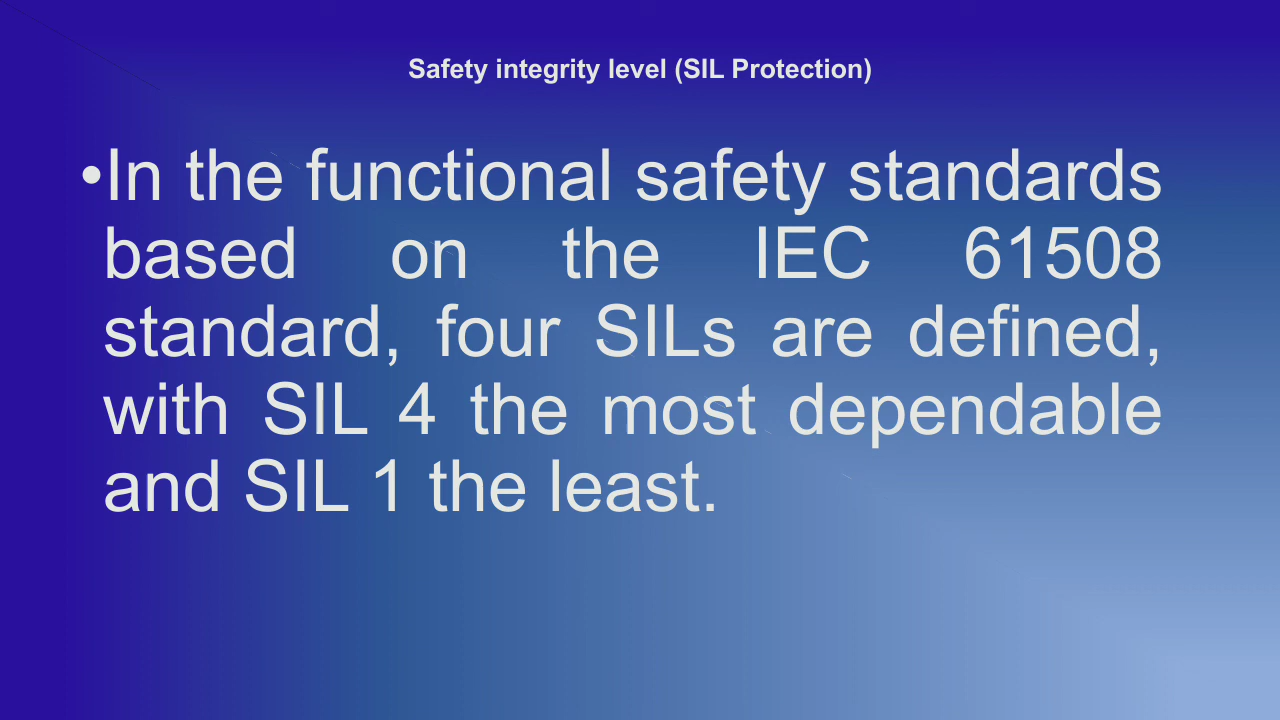 Safety integrity level (SIL Protection)
•In the functional safety standards
based on the IEC 61508
standard, four SILs are defined,
with SIL 4 the most dependable
and SIL 1 the least.